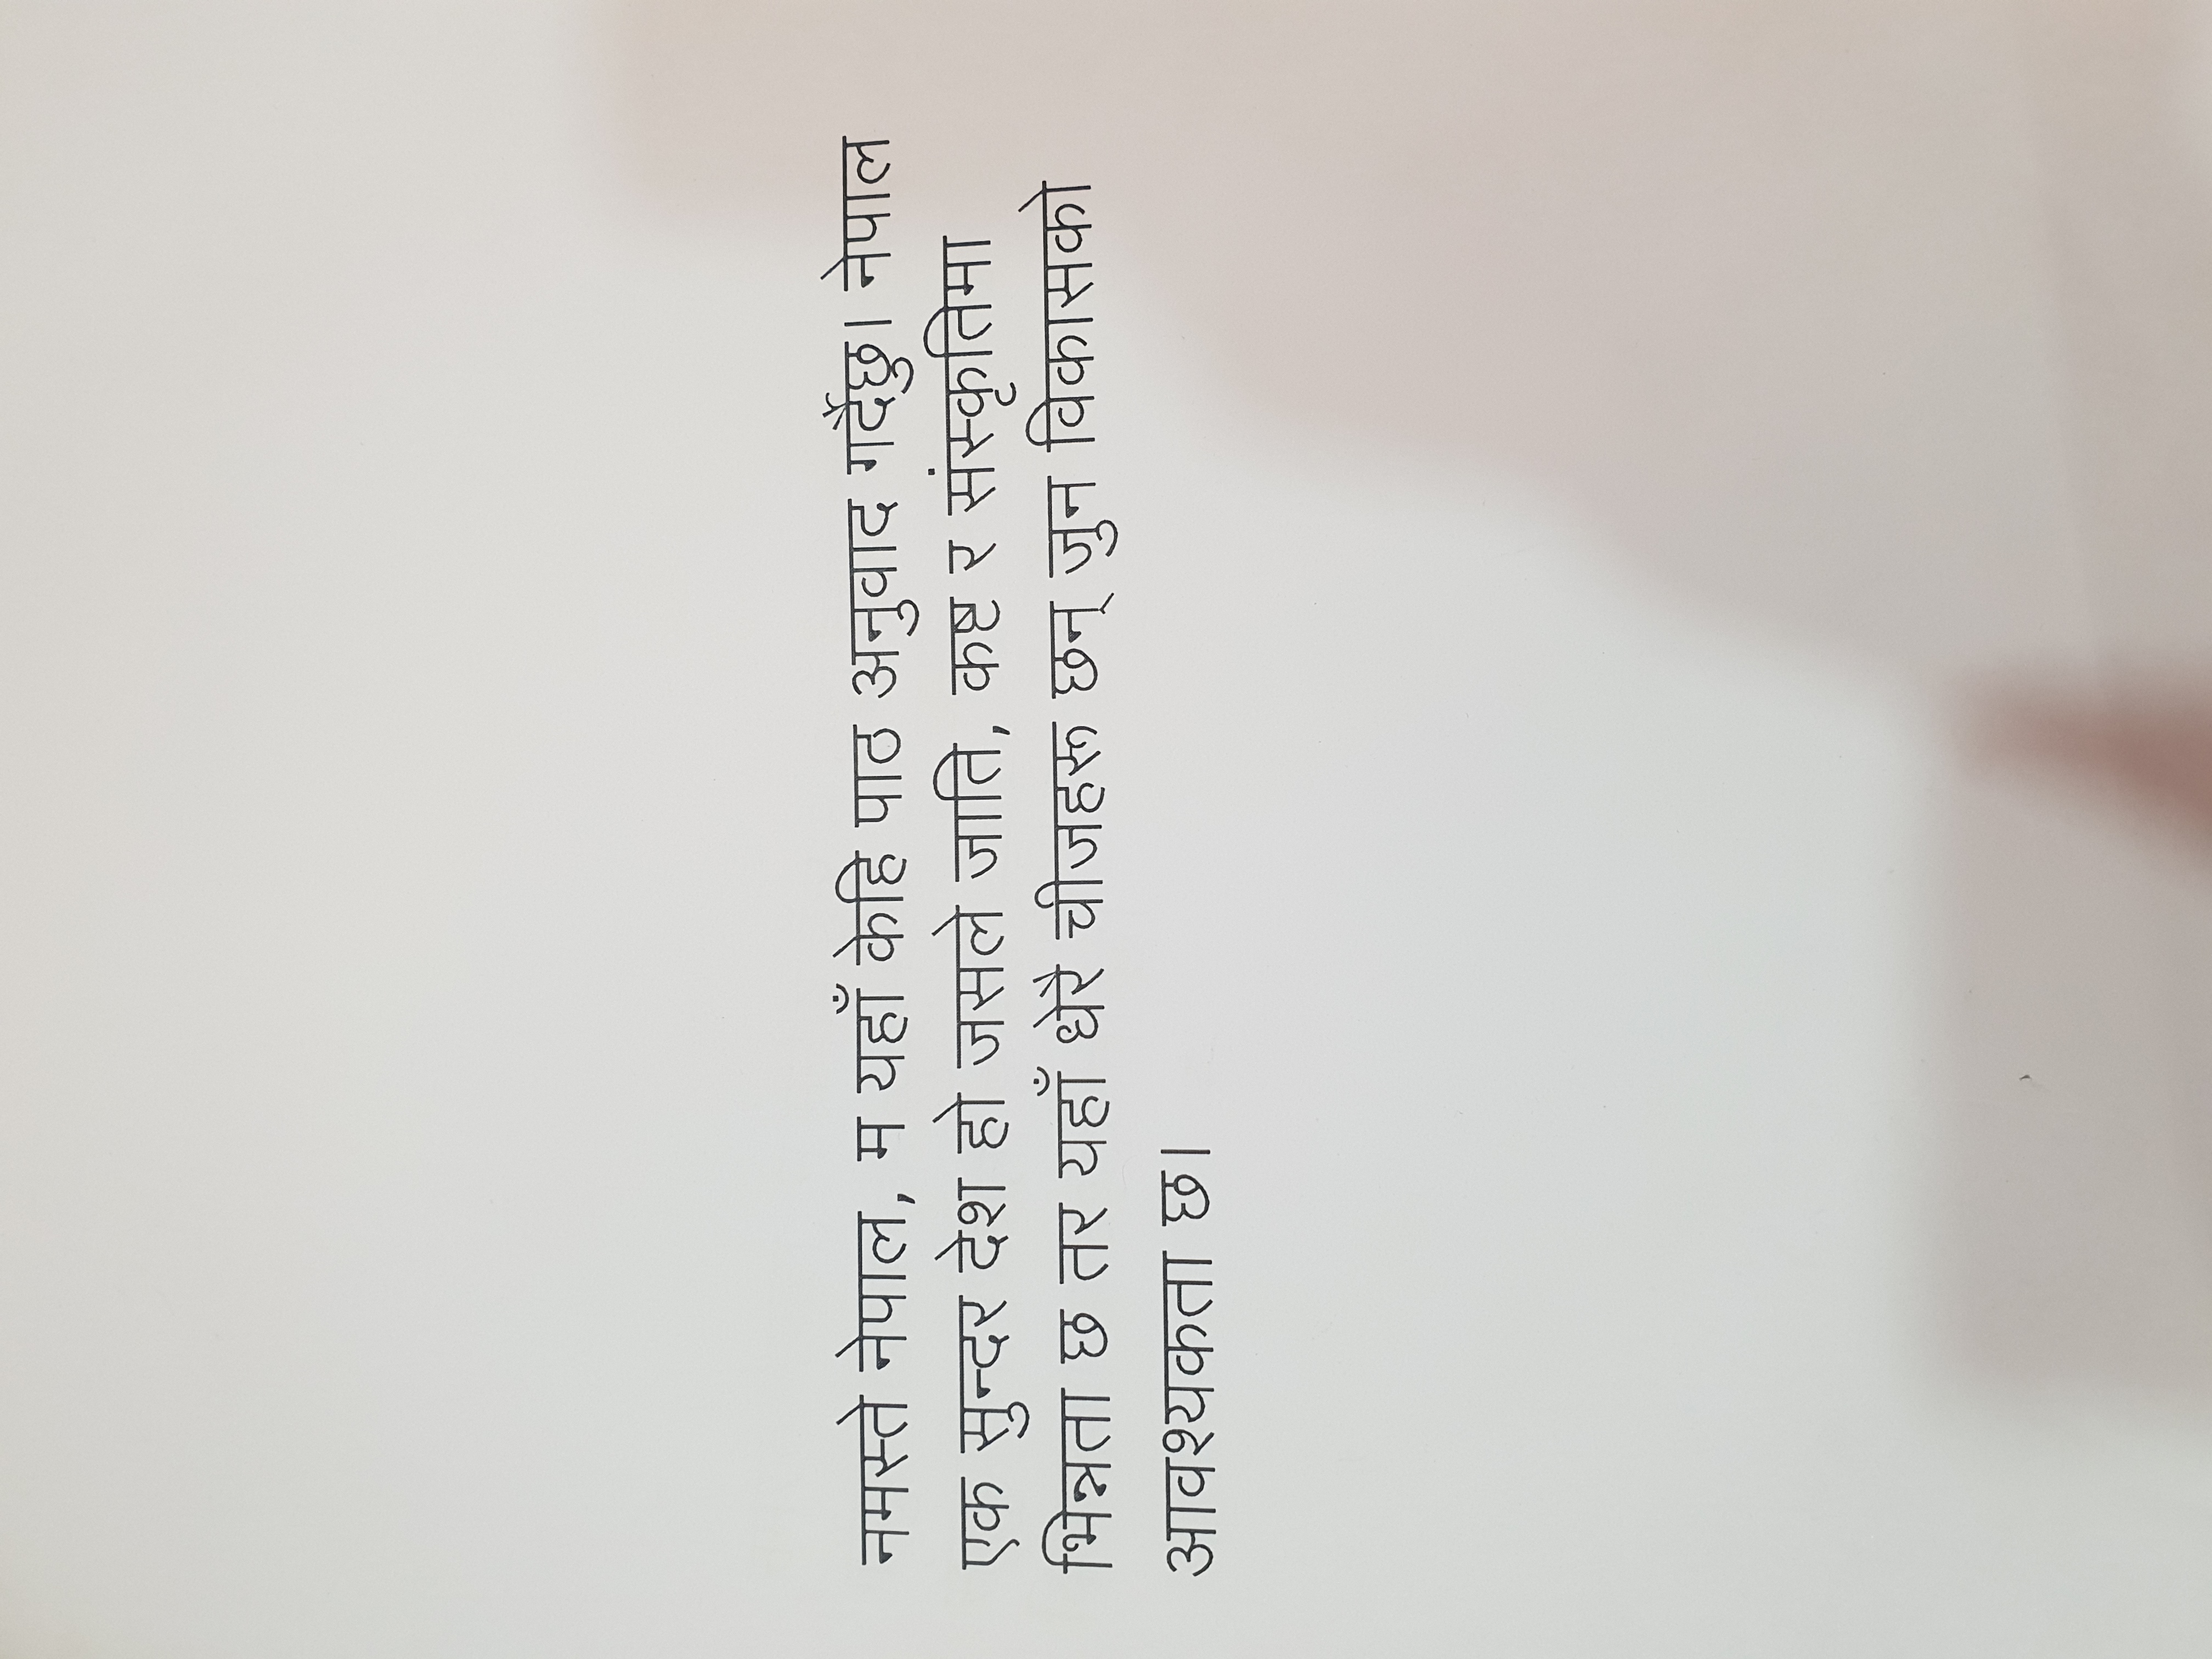 नमस्ते नेपाल, म यहाँ केहि पाठ अनुवाद गर्दैछु। नेपाल
एक सुन्दर देश हो जसले जाति, कष्ट र संस्कृतिमा
भिन्नता छ तर यहाँ धेरै चीजहरू छन् जुन विकासको
आवश्यकता छ।